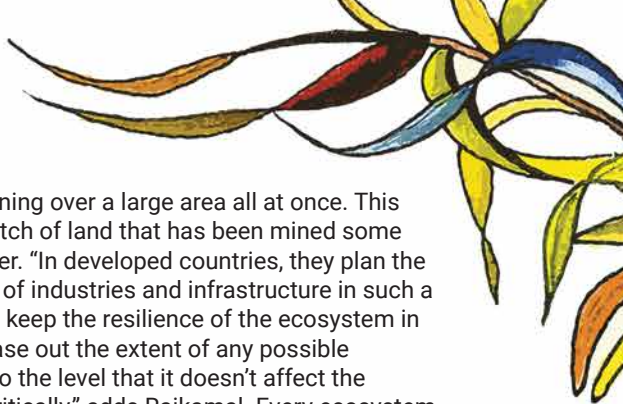 ning over a large area all at once. This
tch of land that has been mined some
er. “In developed countries, they plan the
of industries and infrastructure in such a
keep the resilience of the ecosystem in
ase out the extent of any possible
o the level that it doesn’t affect the
ritically,” adds Rajkamal. Every ecosystem